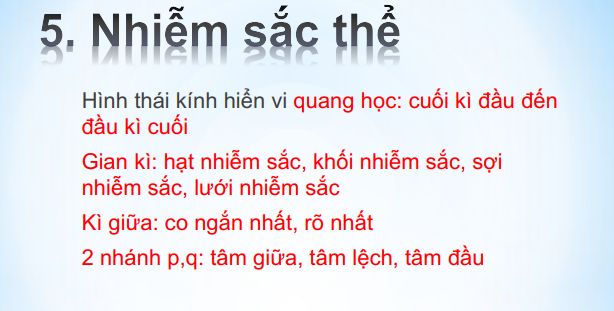 5. Nhiễm sắc thể
Hình thái kính hiển vi quang học: cuối kì đầu đến
đầu kì cuối
Gian kì: hạt nhiễm sắc, khối nhiễm sắc, sợi
nhiễm sắc, lưới nhiễm sắc
Kì giữa: co ngắn nhất, rõ nhất
2 nhánh p,q: tâm giữa, tâm lệch, tâm đầu